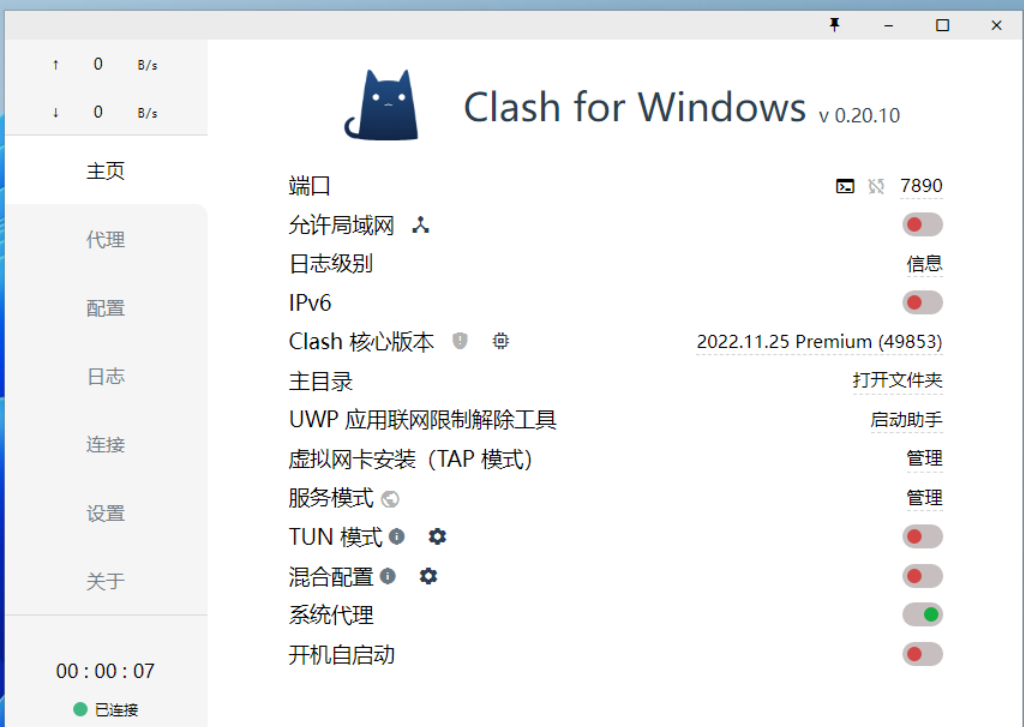 ↑ 0 B/s
↓ 0 B/s
主页
代理
配置
日志
连接
设置
关于
00 : 00 : 07
已连接
Clash for Windows v 0.20.10
端口 7890
允许局域网
日志级别 信息
IPv6
Clash 核心版本 2022.11.25 Premium (49853)
主目录 打开文件夹
UWP 应用联网限制解除工具 启动助手
虚拟网卡安装（TAP 模式） 管理
服务模式 管理
TUN 模式
混合配置
系统代理
开机自启动